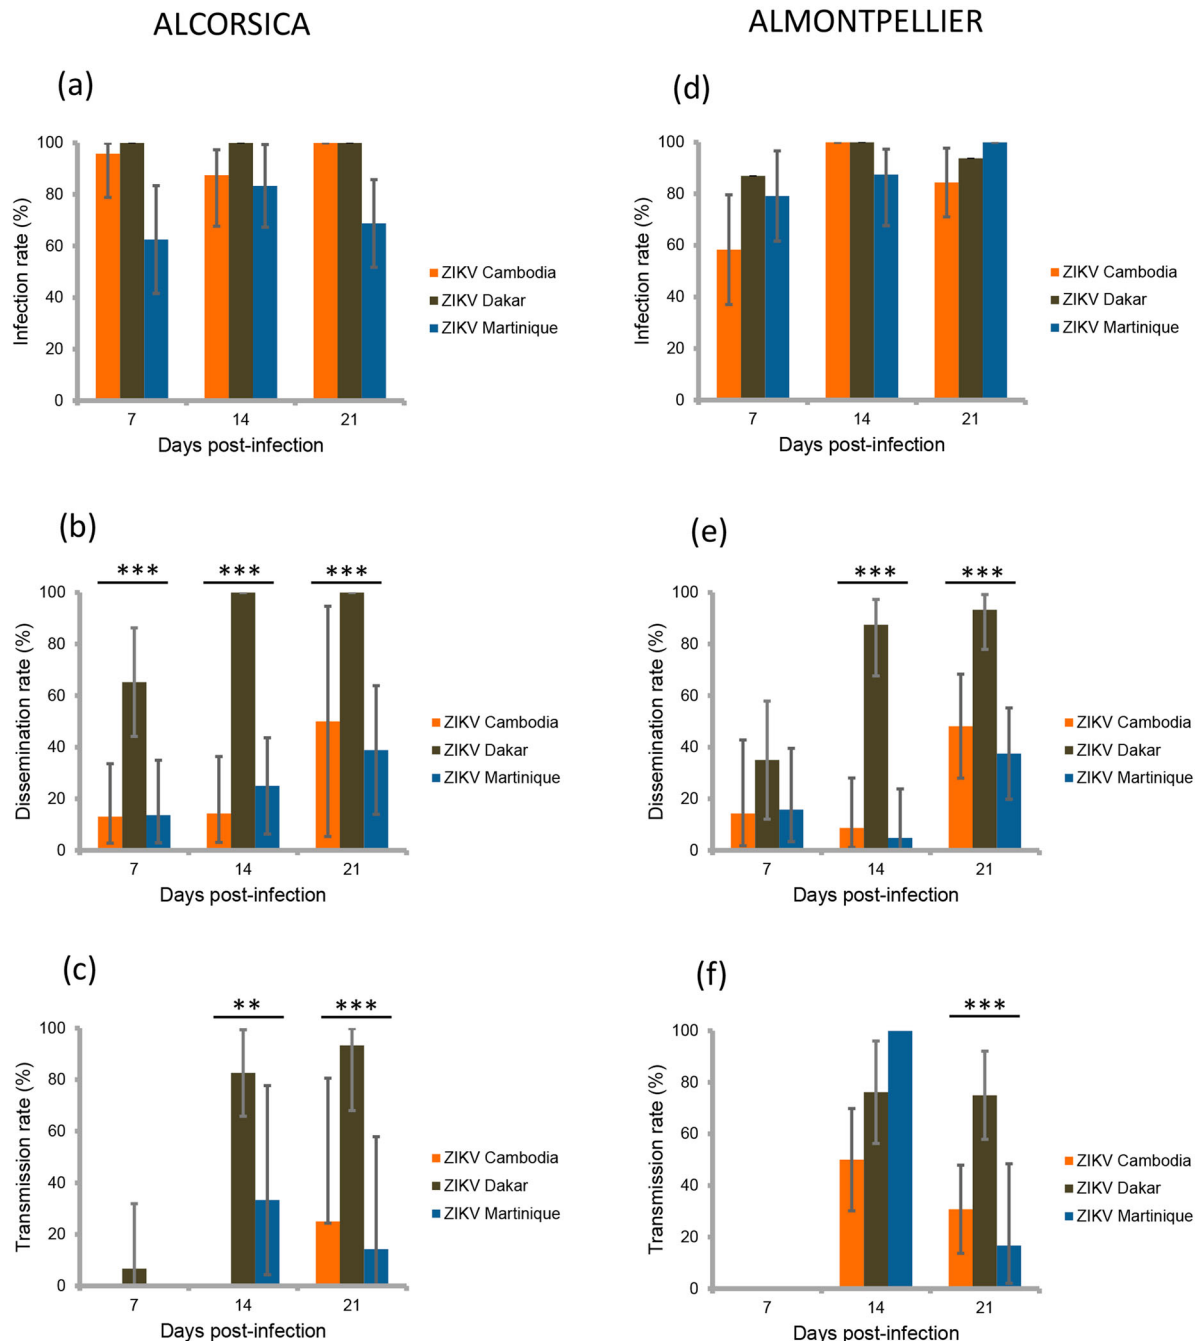 ALCORSICA
ALMONTPELLIER
(a)
100
80
60
40
20
0
Infection rate (%)
7
14
21
Days post-infection
ZIKV Cambodia
ZIKV Dakar
ZIKV Martinique
(d)
100
80
60
40
20
0
Infection rate (%)
7
14
21
Days post-infection
ZIKV Cambodia
ZIKV Dakar
ZIKV Martinique
(b)
*** *** ***
100
80
60
40
20
0
Dissemination rate (%)
7
14
21
Days post-infection
ZIKV Cambodia
ZIKV Dakar
ZIKV Martinique
(e)
*** ***
100
80
60
40
20
0
Dissemination rate (%)
7
14
21
Days post-infection
ZIKV Cambodia
ZIKV Dakar
ZIKV Martinique
(c)
** ***
100
80
60
40
20
0
Transmission rate (%)
7
14
21
Days post-infection
ZIKV Cambodia
ZIKV Dakar
ZIKV Martinique
(f)
***
100
80
60
40
20
0
Transmission rate (%)
7
14
21
Days post-infection
ZIKV Cambodia
ZIKV Dakar
ZIKV Martinique